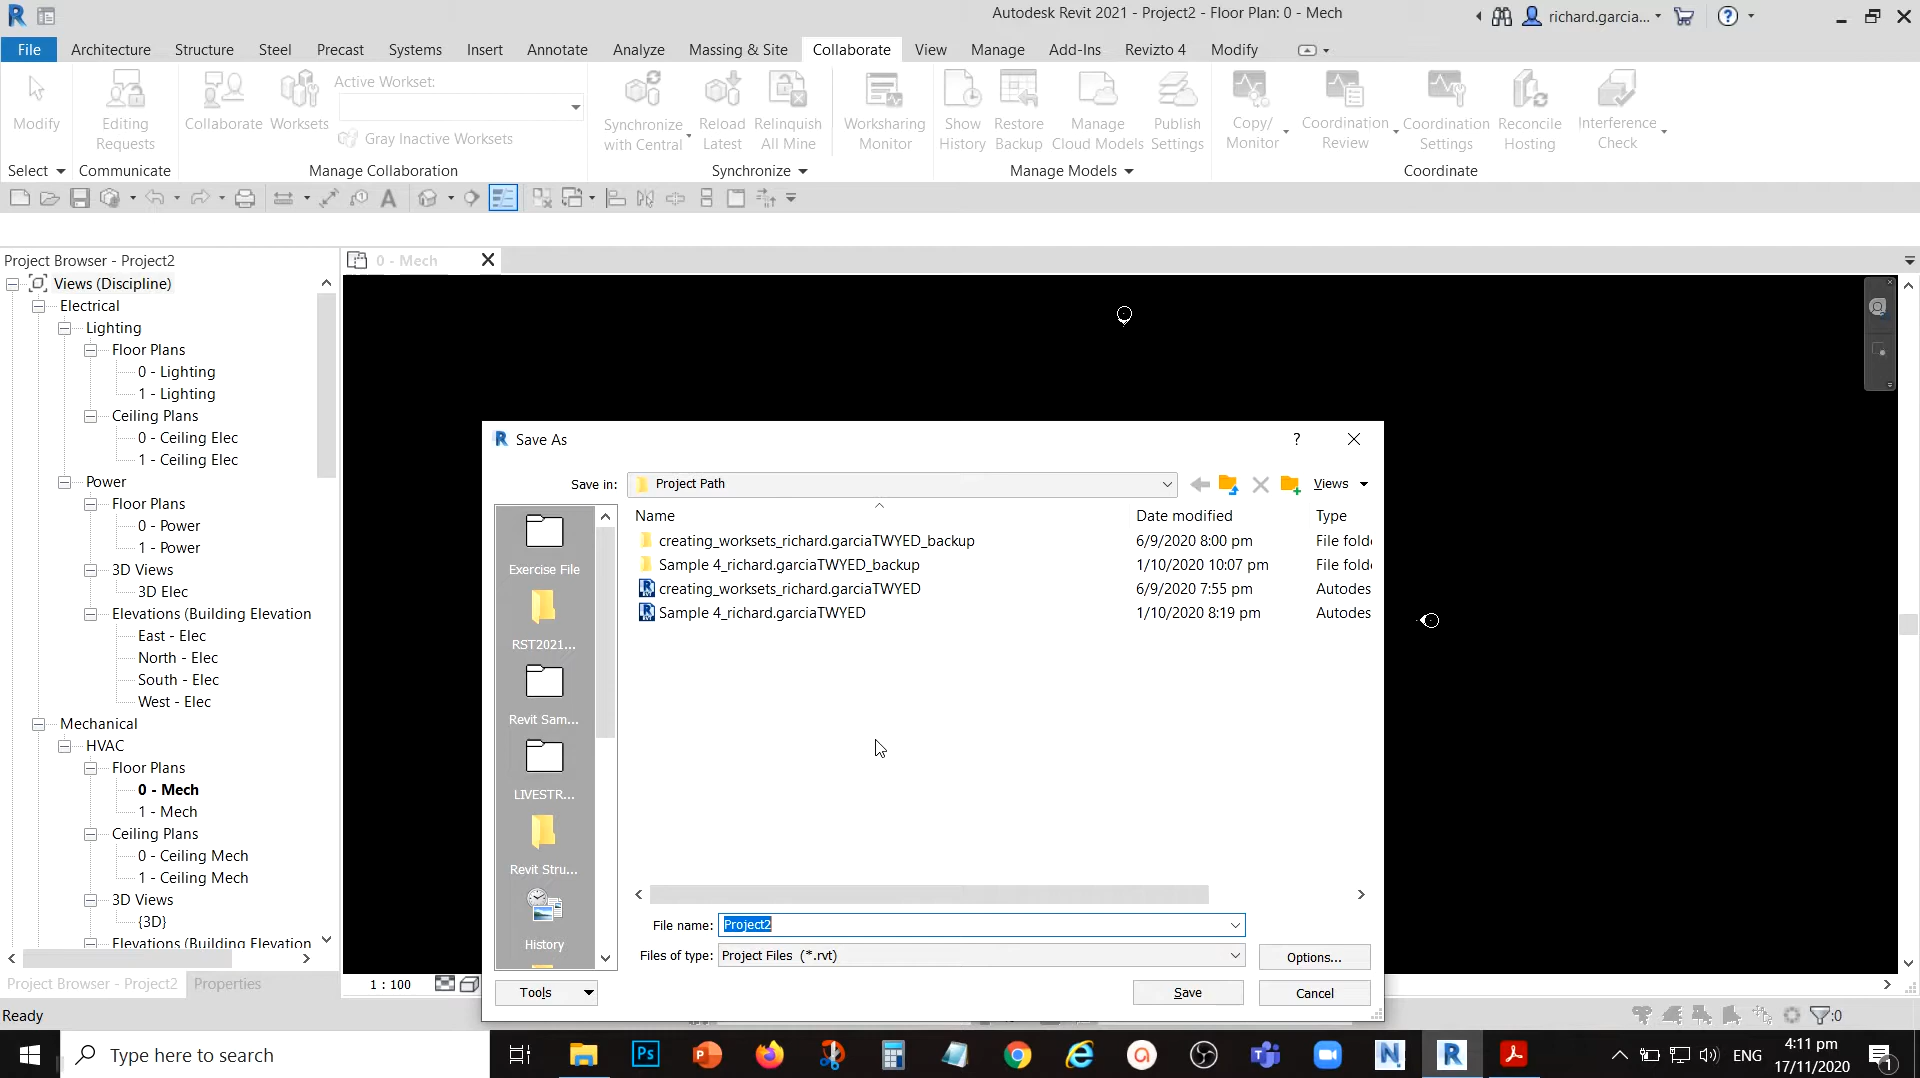 Autodesk Revit 2021 - Project2 - Floor Plan: 0 - Mech
richard.garcia...
File Architecture Structure Steel Precast Systems Insert Annotate Analyze Massing & Site Collaborate View Manage Add-Ins Revizto 4 Modify
Modify
Editing Requests
Collaborate
Worksets
Active Workset:
Gray Inactive Worksets
Synchronize with Central
Reload Latest
Relinquish All Mine
Worksharing Monitor
Show History
Restore Backup
Manage Cloud Models
Publish Settings
Copy/ Monitor
Coordination Review
Coordination Settings
Reconcile Hosting
Interference Check
Select Communicate Manage Collaboration Synchronize Manage Models Coordinate
Project Browser - Project2
0 - Mech
Views (Discipline)
Electrical
Lighting
Floor Plans
0 - Lighting
1 - Lighting
Ceiling Plans
0 - Ceiling Elec
1 - Ceiling Elec
Power
Floor Plans
0 - Power
1 - Power
3D Views
3D Elec
Elevations (Building Elevation
East - Elec
North - Elec
South - Elec
West - Elec
Mechanical
HVAC
Floor Plans
0 - Mech
1 - Mech
Ceiling Plans
0 - Ceiling Mech
1 - Ceiling Mech
3D Views
{3D}
Elevations (Building Elevation
Project Browser - Project2 Properties
1 : 100
Save As
Save in: Project Path Views
Name Date modified Type
creating_worksets_richard.garciaTWYED_backup 6/9/2020 8:00 pm File folde
Sample 4_richard.garciaTWYED_backup 1/10/2020 10:07 pm File folde
creating_worksets_richard.garciaTWYED 6/9/2020 7:55 pm Autodes
Sample 4_richard.garciaTWYED 1/10/2020 8:19 pm Autodes
Exercise File
RST2021...
Revit Sam...
LIVESTR...
Revit Stru...
History
File name: Project2
Files of type: Project Files (*.rvt) Options...
Tools Save Cancel
Ready
:0
Type here to search
ENG
4:11 pm
17/11/2020
1